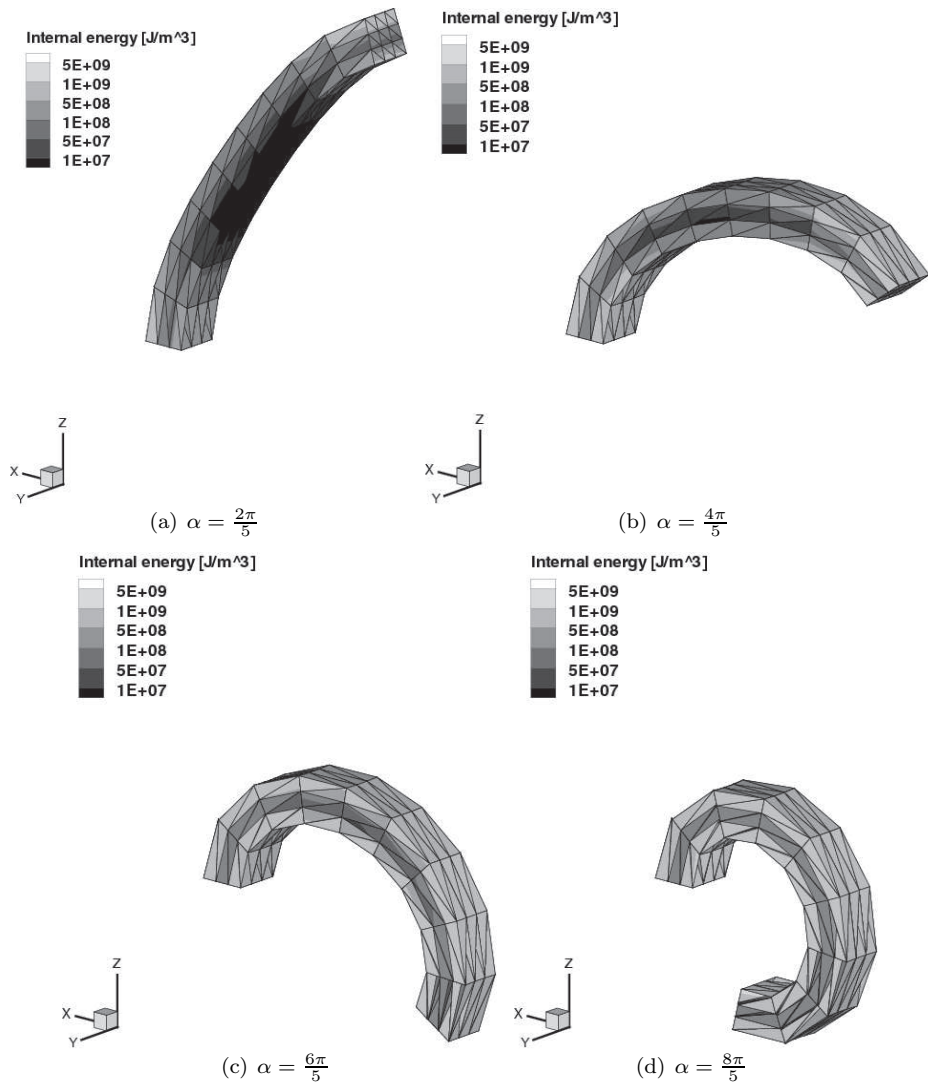 Internal energy [J/m^3]
5E+09
1E+09
5E+08
1E+08
5E+07
1E+07
Z
X
Y
(a) α = 2π/5
Internal energy [J/m^3]
5E+09
1E+09
5E+08
1E+08
5E+07
1E+07
Z
X
Y
(b) α = 4π/5
Internal energy [J/m^3]
5E+09
1E+09
5E+08
1E+08
5E+07
1E+07
Z
X
Y
(c) α = 6π/5
Internal energy [J/m^3]
5E+09
1E+09
5E+08
1E+08
5E+07
1E+07
Z
X
Y
(d) α = 8π/5